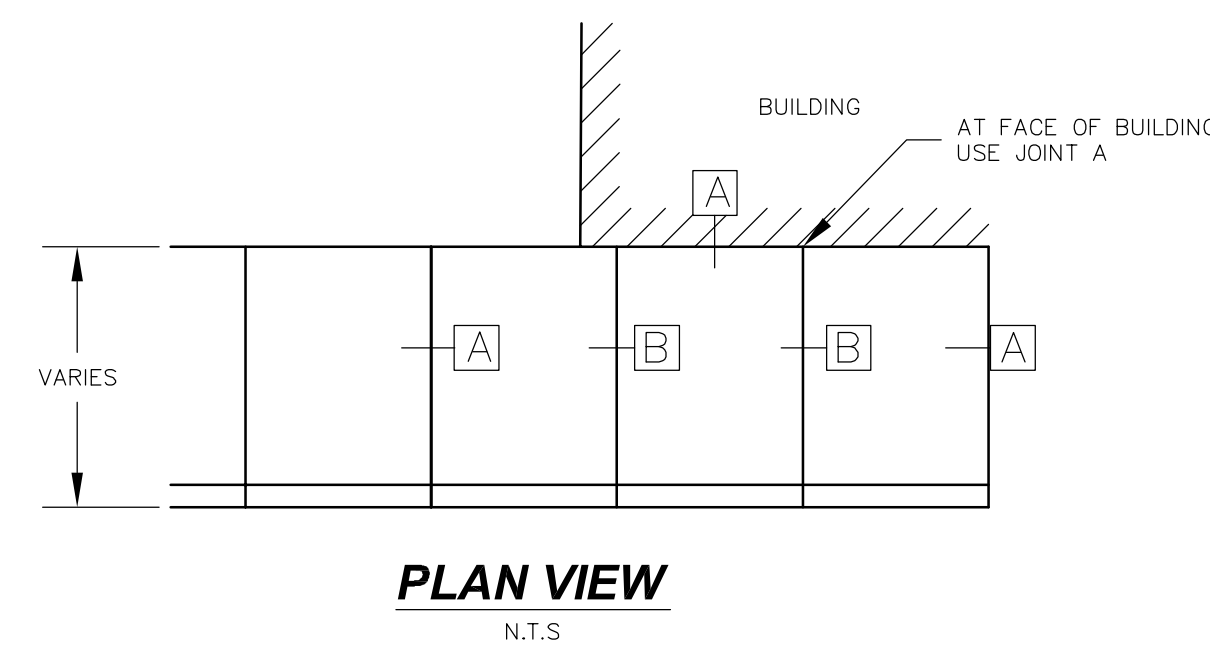 BUILDING
AT FACE OF BUILDING
USE JOINT A
A
A
B
B
A
VARIES
PLAN VIEW
N.T.S